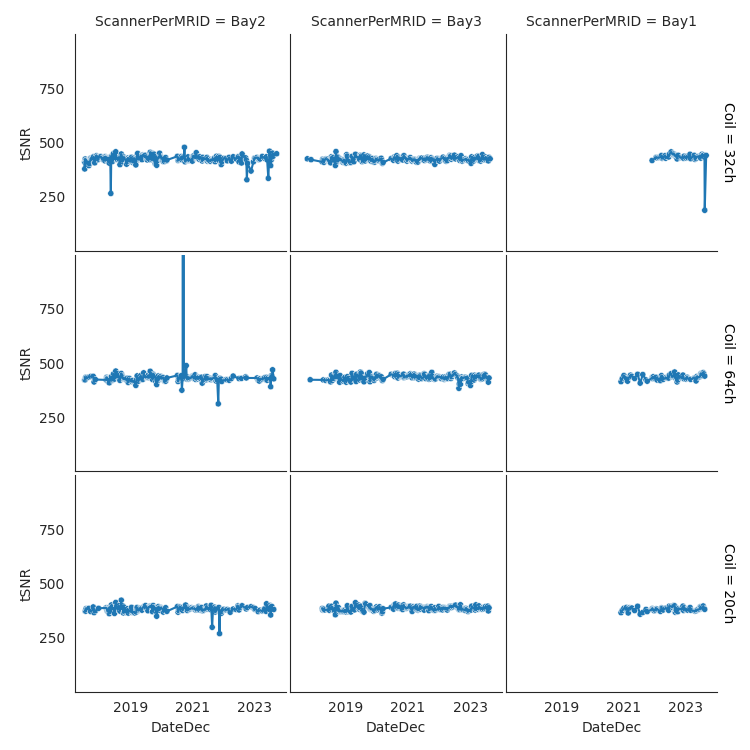 ScannerPerMRID = Bay2
ScannerPerMRID = Bay3
ScannerPerMRID = Bay1
750
500
250
tSNR
Coil = 32ch
750
500
250
tSNR
Coil = 64ch
750
500
250
tSNR
Coil = 20ch
2019 2021 2023
2019 2021 2023
2019 2021 2023
DateDec
DateDec
DateDec